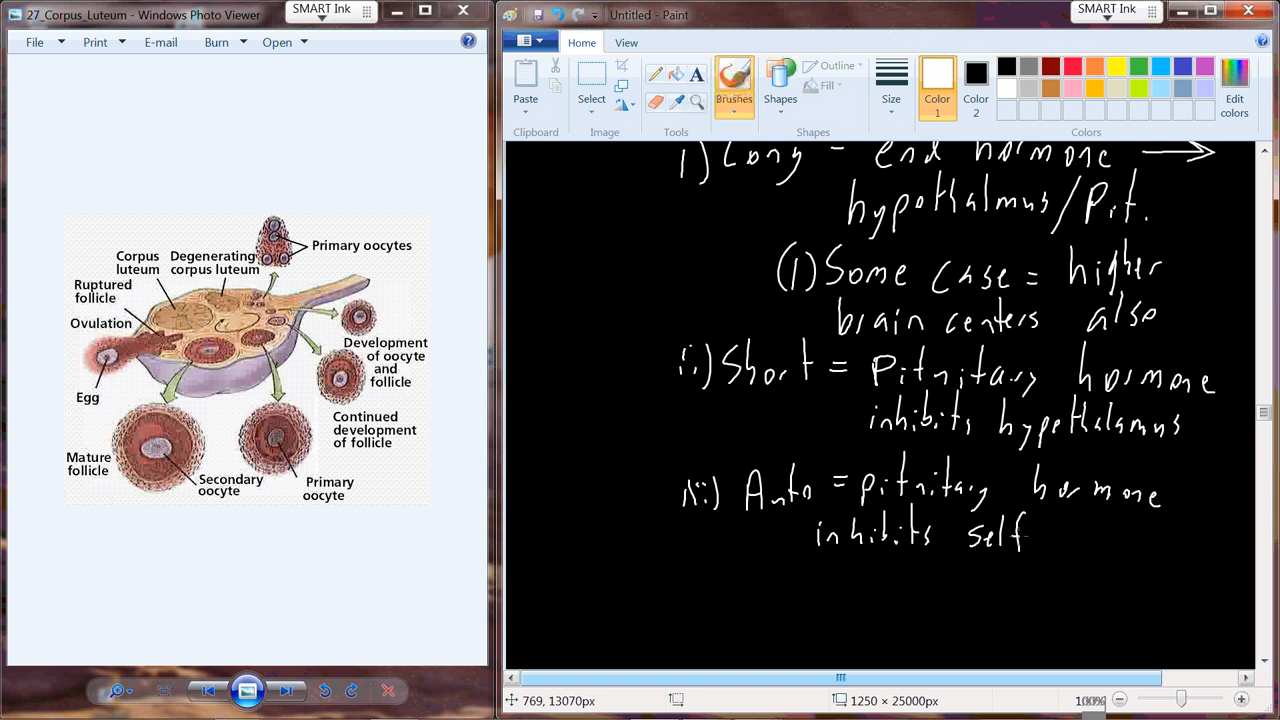 27_Corpus_Luteum - Windows Photo Viewer
SMART Ink
File Print E-mail Burn Open
Primary oocytes
Corpus luteum
Degenerating corpus luteum
Ruptured follicle
Ovulation
Egg
Development of oocyte and follicle
Continued development of follicle
Mature follicle
Secondary oocyte
Primary oocyte
Untitled - Paint
SMART Ink
Home View
Paste
Select
Brushes
Shapes
Outline
Fill
Size
Color 1
Color 2
Edit colors
Clipboard Image Tools Shapes Colors
i) Long = end hormone →
hypothalmus/Pit.
(1) Some case = higher
brain centers also
ii) Short = Pituitary hormone
inhibits hypothalamus
iii) Auto = pituitary hormone
inhibits self
769, 13070px
1250 × 25000px